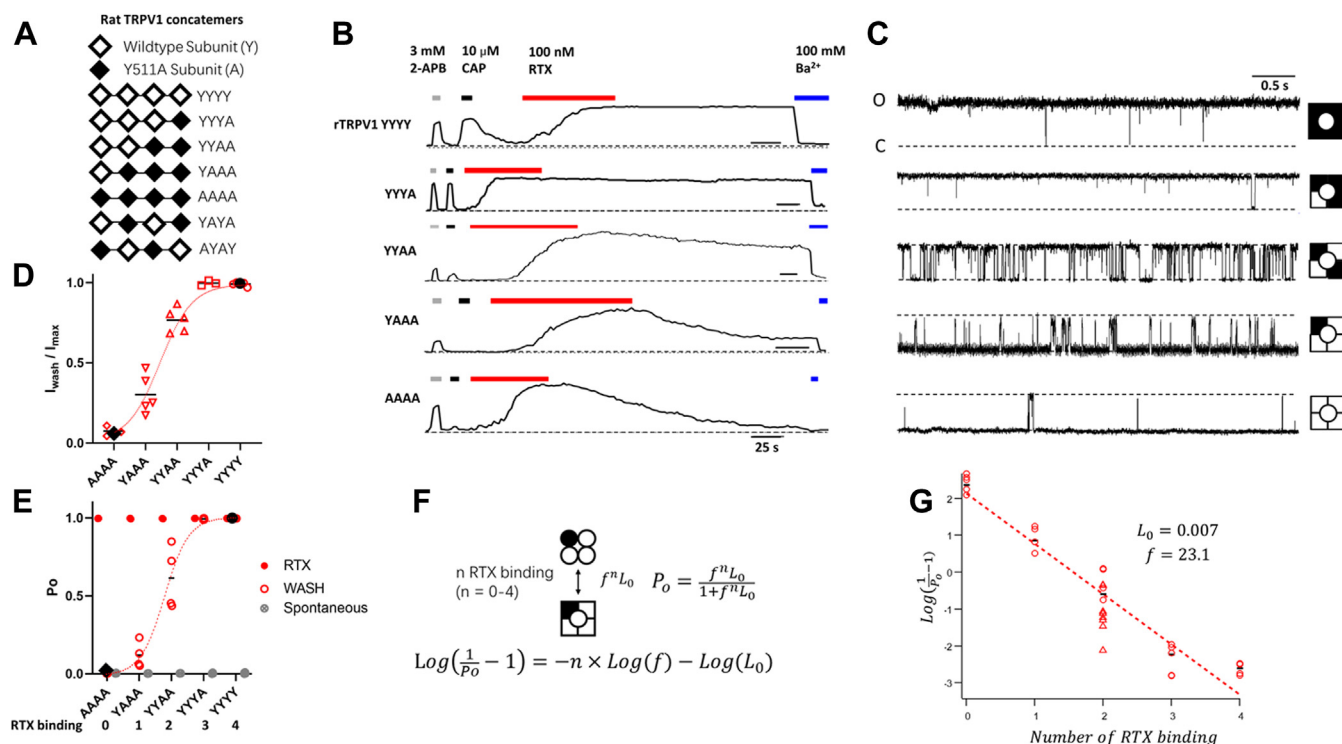 A
Rat TRPV1 concatemers
Wildtype Subunit (Y)
Y511A Subunit (A)
YYYY
YYYA
YYAA
YAAA
AAAA
YAYA
AYAY
B
3 mM 10 μM 100 nM 100 mM
2-APB CAP RTX Ba²⁺
rTRPV1 YYYY
YYYA
YYAA
YAAA
AAAA
25 s
C
0.5 s
O
C
D
I_wash / I_max
1.0
0.5
0.0
AAAA YAAA YYAA YYYA YYYY
E
Po
1.0
0.5
0.0
AAAA YAAA YYAA YYYA YYYY
RTX binding 0 1 2 3 4
RTX
WASH
Spontaneous
F
n RTX binding
(n = 0-4)
fⁿL₀
Pₒ = fⁿL₀ / 1+fⁿL₀
Log(1/Po − 1) = −n × Log(f) − Log(L₀)
G
Log(1/Pₒ −1)
2
1
0
-1
-2
-3
L₀ = 0.007
f = 23.1
0 1 2 3 4
Number of RTX binding